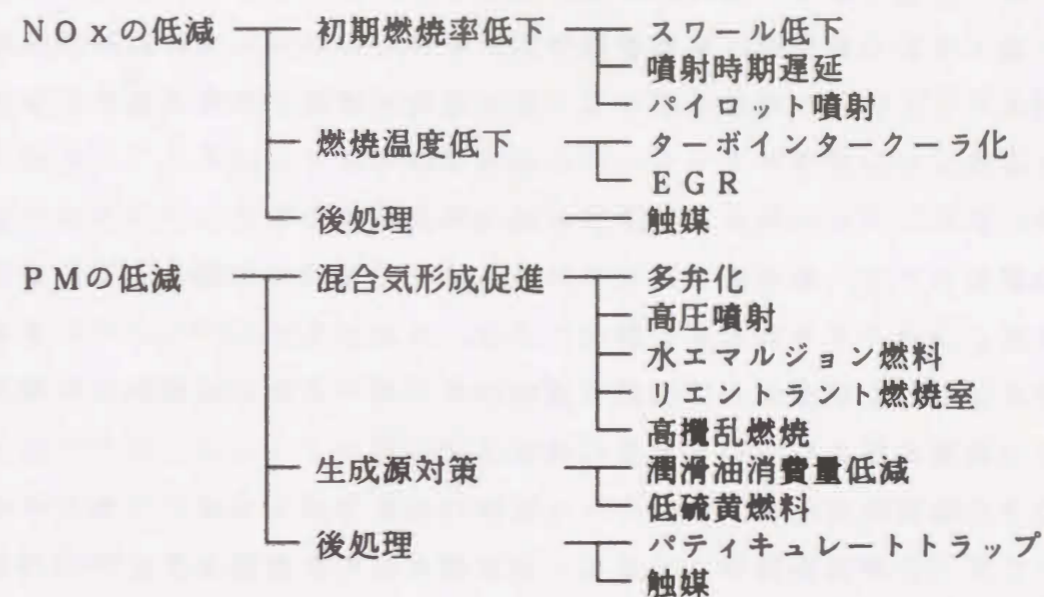 NOxの低減 初期燃焼率低下 スワール低下
噴射時期遅延
パイロット噴射
燃焼温度低下 ターボインタークーラ化
EGR
後処理 触媒
PMの低減 混合気形成促進 多弁化
高圧噴射
水エマルジョン燃料
リエントラント燃焼室
高攪乱燃焼
生成源対策 潤滑油消費量低減
低硫黄燃料
後処理 パティキュレートトラップ
触媒